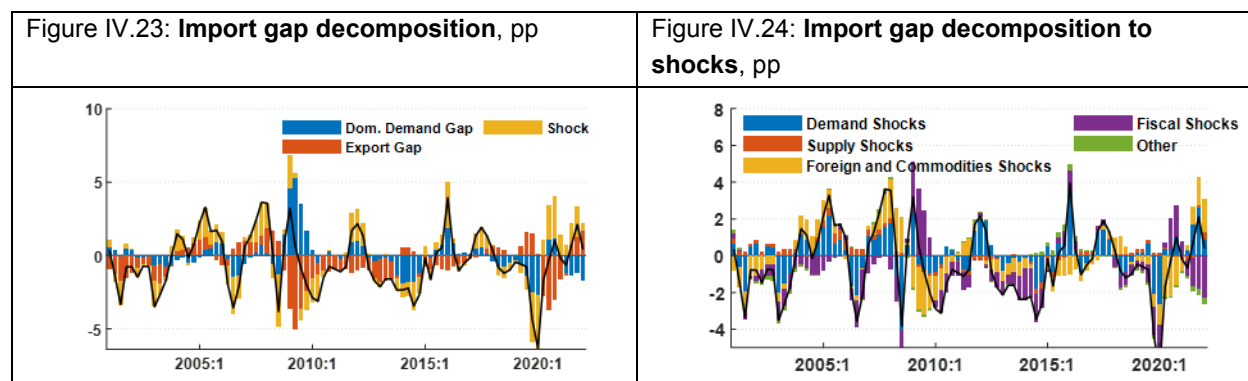 Figure IV.23: Import gap decomposition, pp
Figure IV.24: Import gap decomposition to
shocks, pp
10
5
0
-5
Dom. Demand Gap
Shock
Export Gap
2005:1
2010:1
2015:1
2020:1
8
6
4
2
0
-2
-4
Demand Shocks
Fiscal Shocks
Supply Shocks
Other
Foreign and Commodities Shocks
2005:1
2010:1
2015:1
2020:1